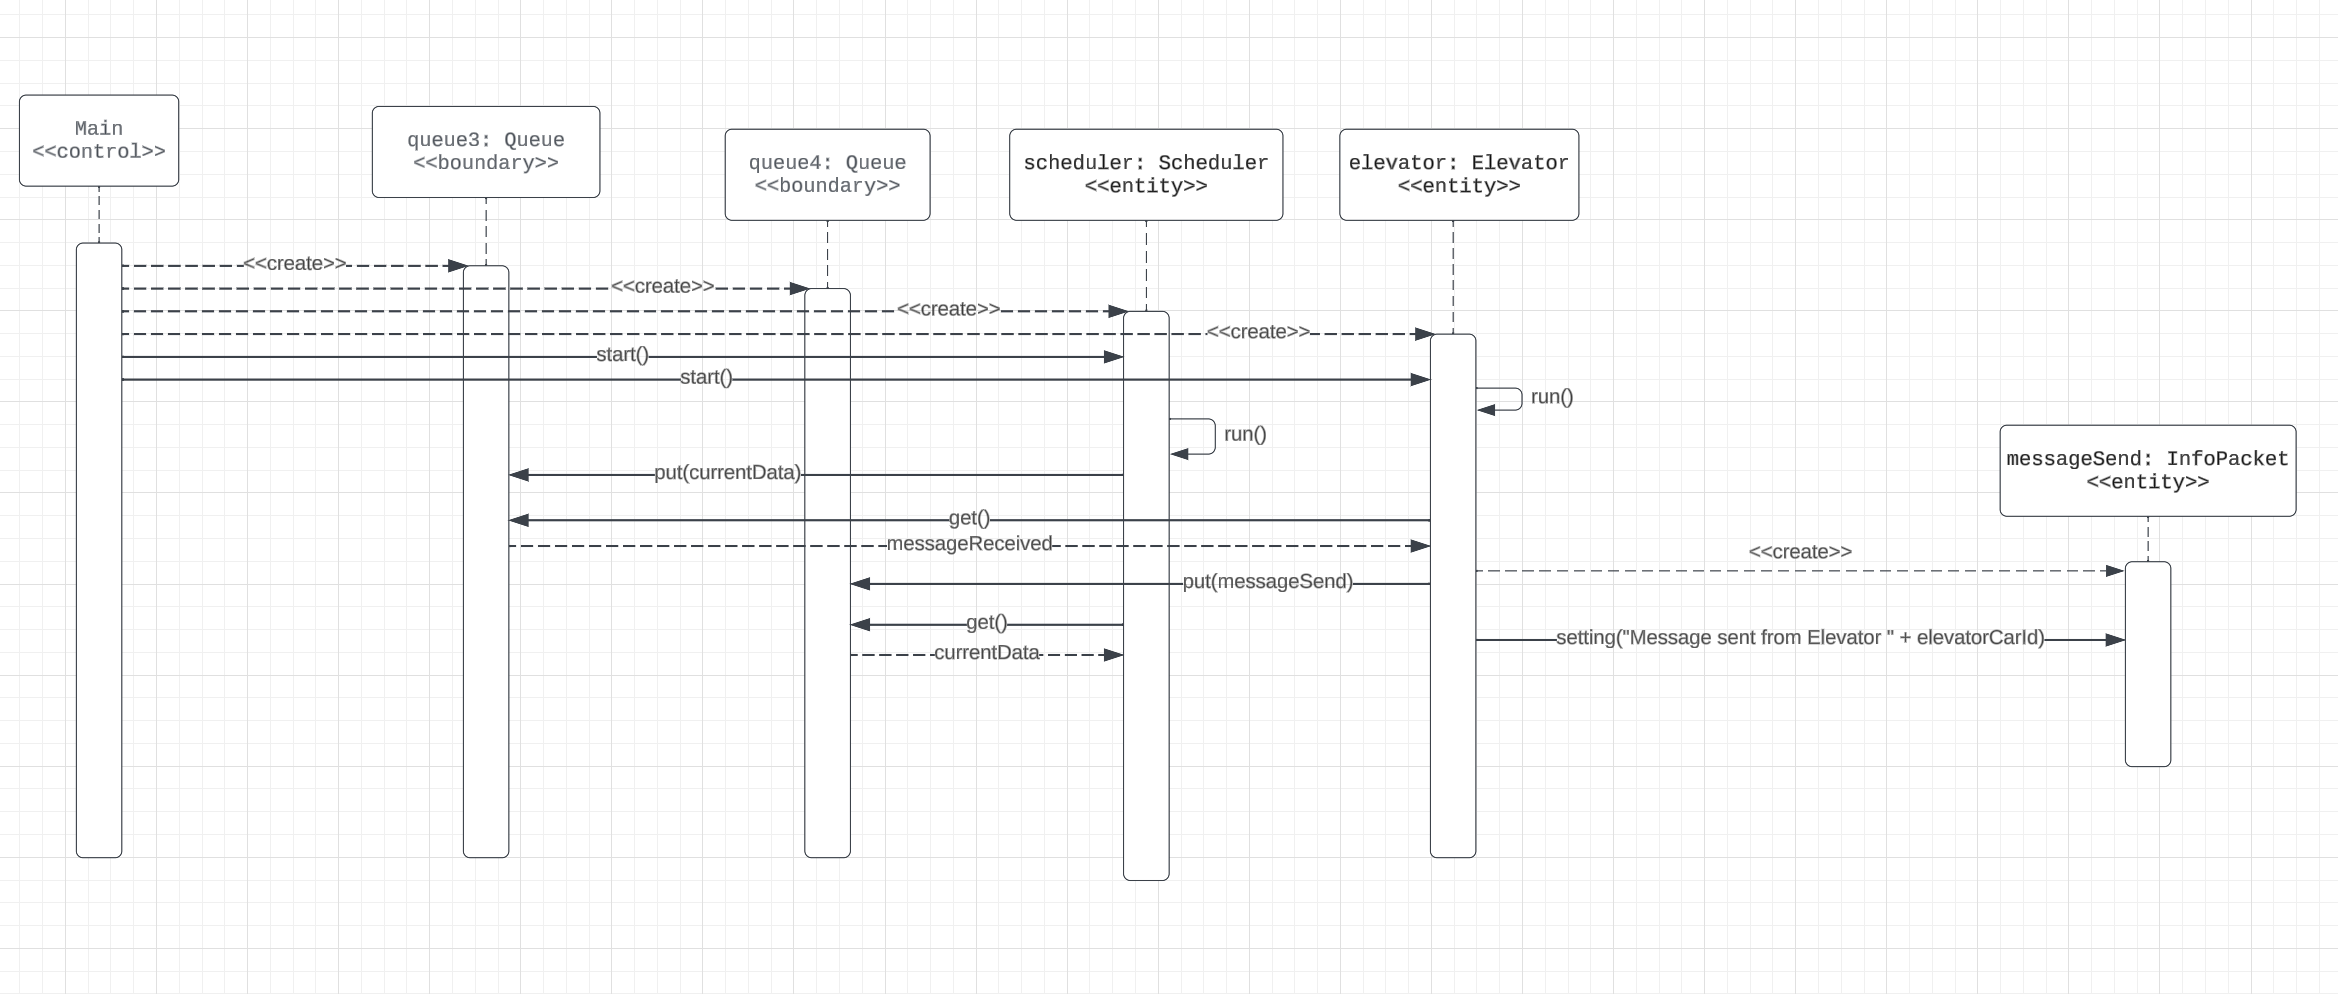 Main
<<control>>
queue3: Queue
<<boundary>>
queue4: Queue
<<boundary>>
scheduler: Scheduler
<<entity>>
elevator: Elevator
<<entity>>
<<create>>
<<create>>
<<create>>
<<create>>
start()
start()
run()
run()
messageSend: InfoPacket
<<entity>>
put(currentData)
get()
messageReceived
<<create>>
put(messageSend)
get()
setting("Message sent from Elevator " + elevatorCarId)
currentData